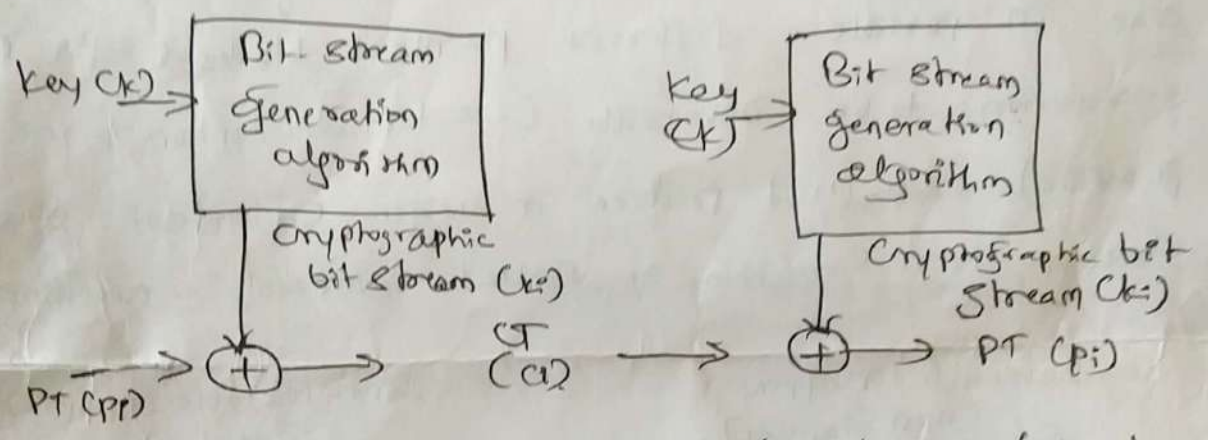 Key (k)
Bit stream
generation
algorithm
cryptographic
bit stream (ki)
PT (pi)
CT
(ci)
Key
(k)
Bit stream
generation
algorithm
Cryptographic bit
stream (ki)
PT (pi)